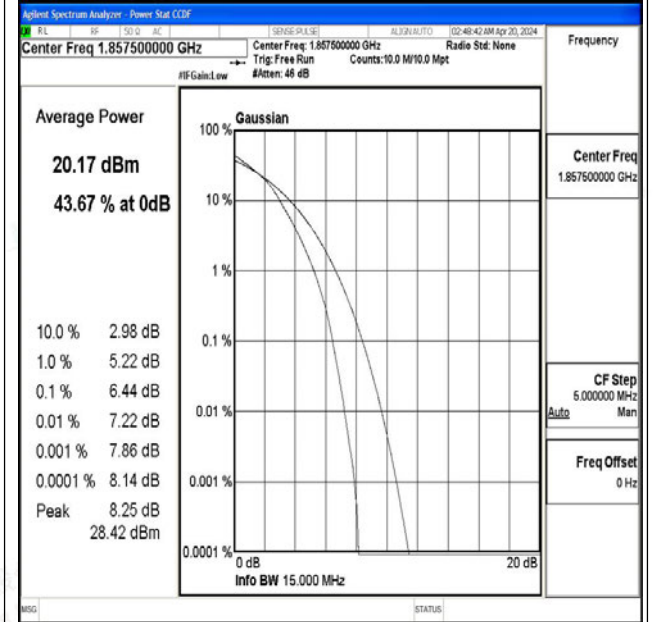 Agilent Spectrum Analyzer - Power Stat CCDF
RL RF 50 Ω AC SENSE:PULSE ALIGN AUTO 02:48:42 AM Apr 20, 2024
Center Freq 1.857500000 GHz
Center Freq: 1.857500000 GHz Radio Std: None
Trig: Free Run Counts:10.0 M/10.0 Mpt
#IFGain:Low #Atten: 46 dB
Frequency
Average Power
20.17 dBm
43.67 % at 0dB
10.0 % 2.98 dB
1.0 % 5.22 dB
0.1 % 6.44 dB
0.01 % 7.22 dB
0.001 % 7.86 dB
0.0001 % 8.14 dB
Peak 8.25 dB
28.42 dBm
Gaussian
100 %
10 %
1 %
0.1 %
0.01 %
0.001 %
0.0001 %
0 dB 20 dB
Info BW 15.000 MHz
Center Freq
1.857500000 GHz
CF Step
5.000000 MHz
Auto Man
Freq Offset
0 Hz
MSG STATUS